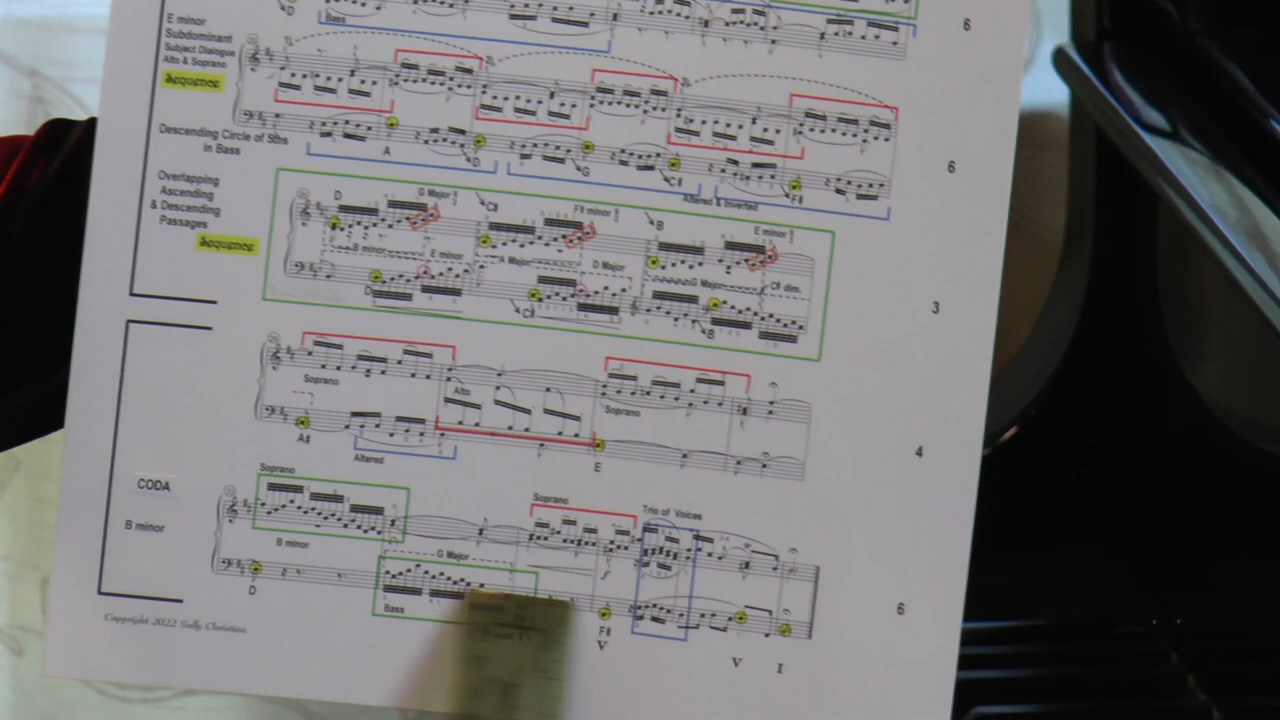 D
Bass
6
E minor
Subdominant
Subject Dialogue
Alto & Soprano
Sequence
Descending Circle of 5ths
in Bass
A
D
G
C#
F#
Altered & Inverted
6
Overlapping
Ascending
& Descending
Passages
Sequence
D
G Major
C#
F# minor
B
E minor
B minor
E minor
A Major
D Major
G Major
C# dim.
D
C#
B
3
Soprano
Alto
Soprano
A#
Altered
E
4
CODA
B minor
Soprano
Soprano
Trio of Voices
B minor
G Major
D
Bass
F#
V
V
I
6
Copyright 2022 Sally Christian